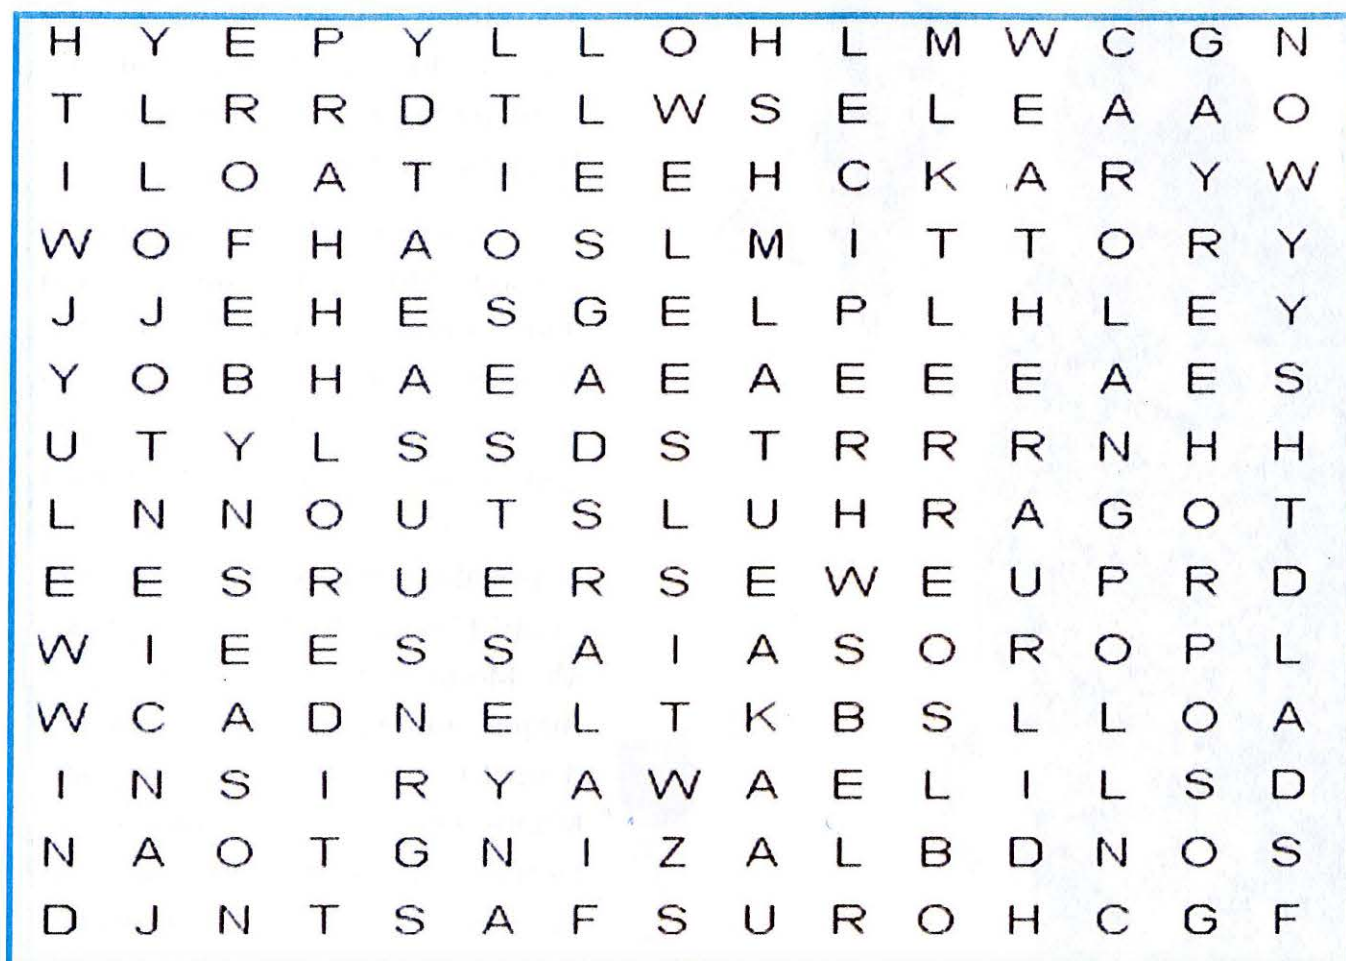 H Y E P Y L L O H L M W C G N
T L R R D T L W S E L E A A O
I L O A T I E E H C K A R Y W
W O F H A O S L M I T T O R Y
J J E H E S G E L P L H L E Y
Y O B H A E A E A E E E A E S
U T Y L S S D S T R R R N H H
L N N O U T S L U H R A G O T
E E S R U E R S E W E U P R D
W I E E S S A I A S O R O P L
W C A D N E L T K B S L L O A
I N S I R Y A W A E L I L S D
N A O T G N I Z A L B D N O S
D J N T S A F S U R O H C G F